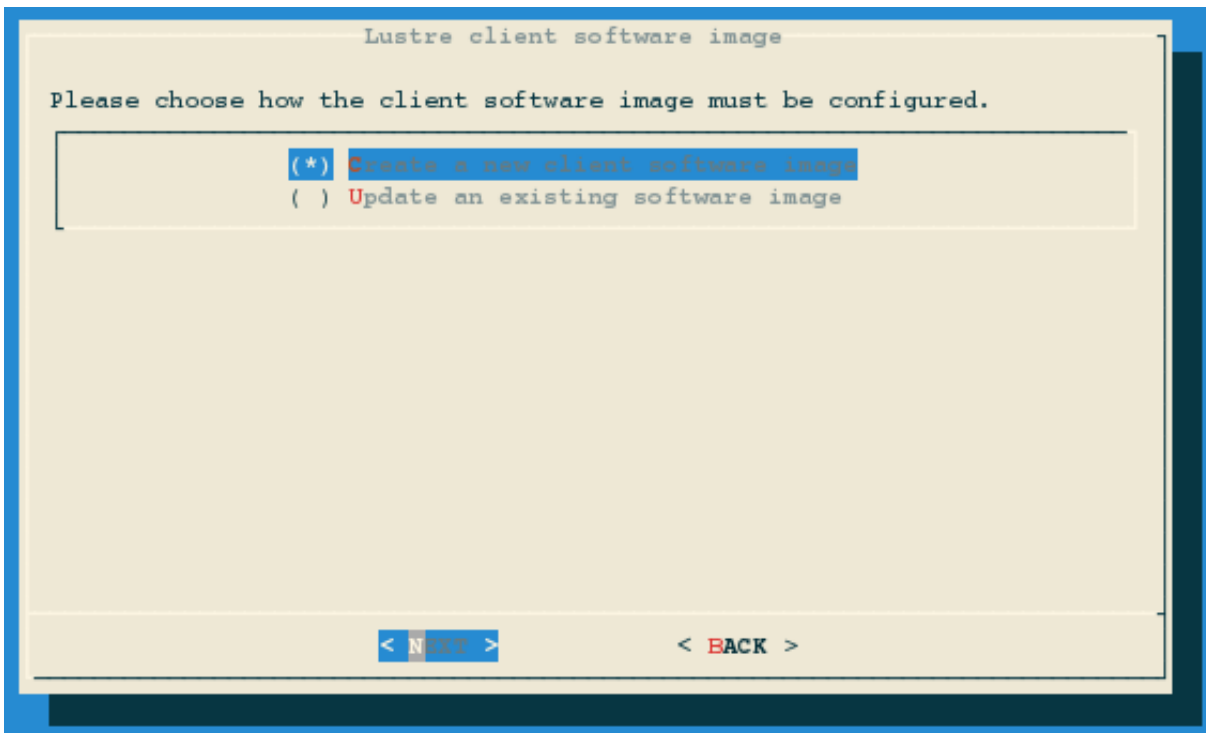 Lustre client software image
Please choose how the client software image must be configured.
(*) Create a new client software image
( ) Update an existing software image
< NEXT > < BACK >